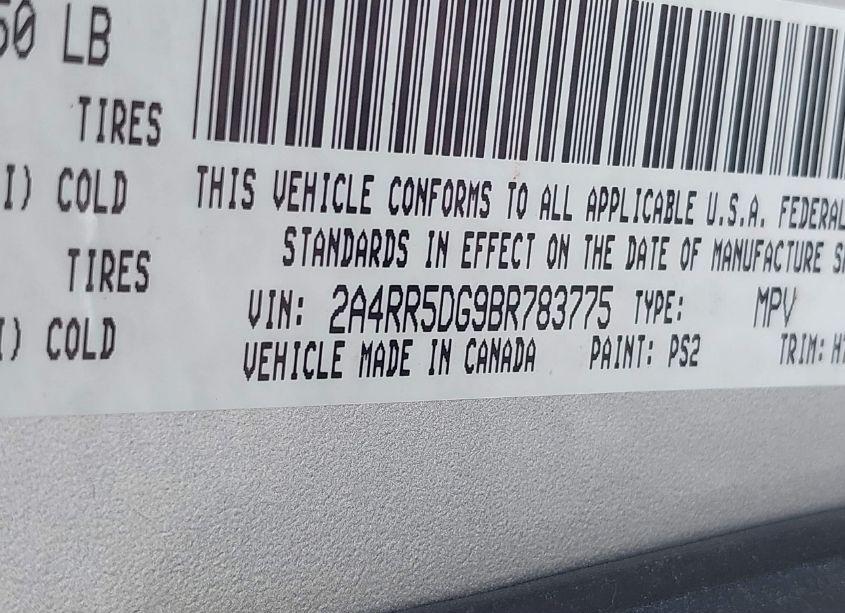 50 LB
TIRES
I) COLD
TIRES
I) COLD
THIS VEHICLE CONFORMS TO ALL APPLICABLE U.S.A. FEDERAL
STANDARDS IN EFFECT ON THE DATE OF MANUFACTURE
VIN: 2A4RR5DG9BR783775 TYPE: MPV
VEHICLE MADE IN CANADA PAINT: PS2 TRIM: